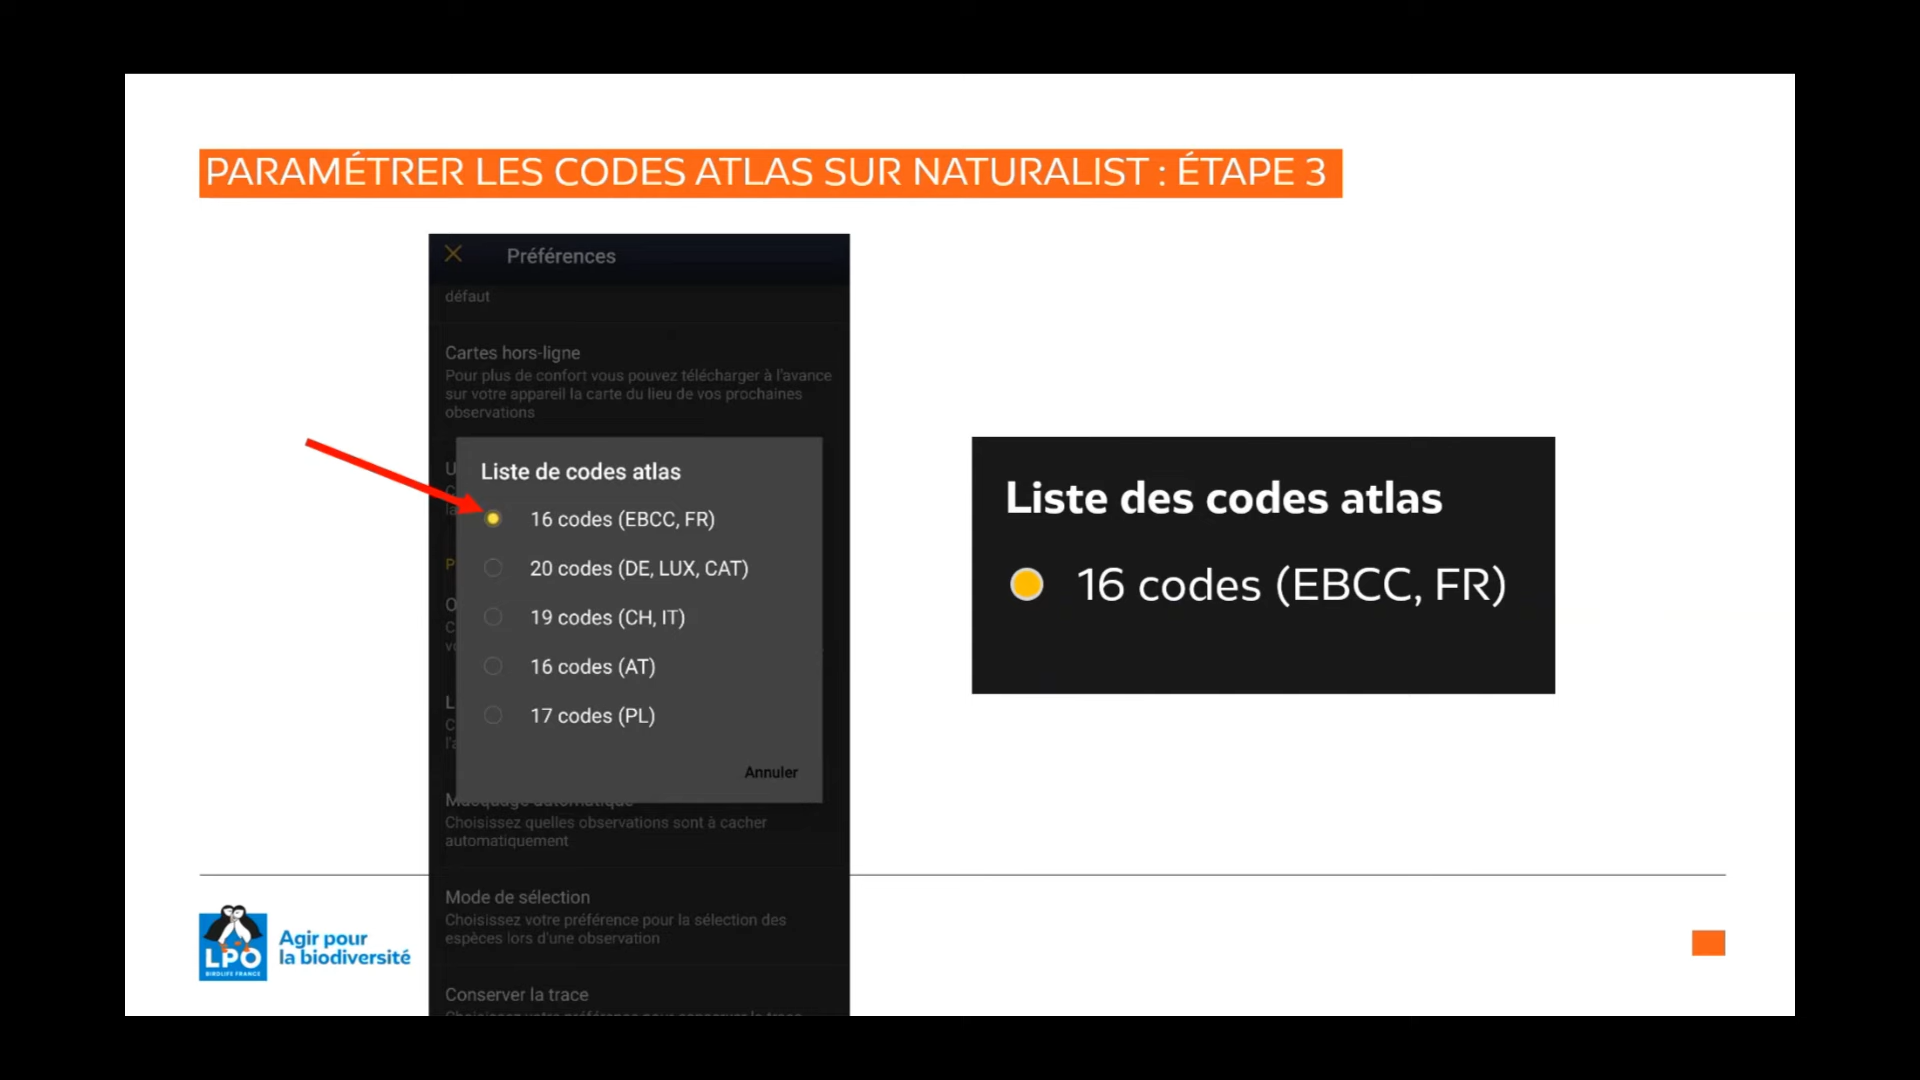 PARAMÉTRER LES CODES ATLAS SUR NATURALIST : ÉTAPE 3
Préférences
défaut
Cartes hors-ligne
Pour plus de confort vous pouvez télécharger à l'avance
sur votre appareil la carte du lieu de vos prochaines
observations
Liste de codes atlas
16 codes (EBCC, FR)
20 codes (DE, LUX, CAT)
19 codes (CH, IT)
16 codes (AT)
17 codes (PL)
Annuler
Masquage automatique
Choisissez quelles observations sont à cacher
automatiquement
Mode de sélection
Choisissez votre préférence pour la sélection des
espèces lors d'une observation
Conserver la trace
Liste des codes atlas
16 codes (EBCC, FR)
LPO
BIRDLIFE FRANCE
Agir pour
la biodiversité